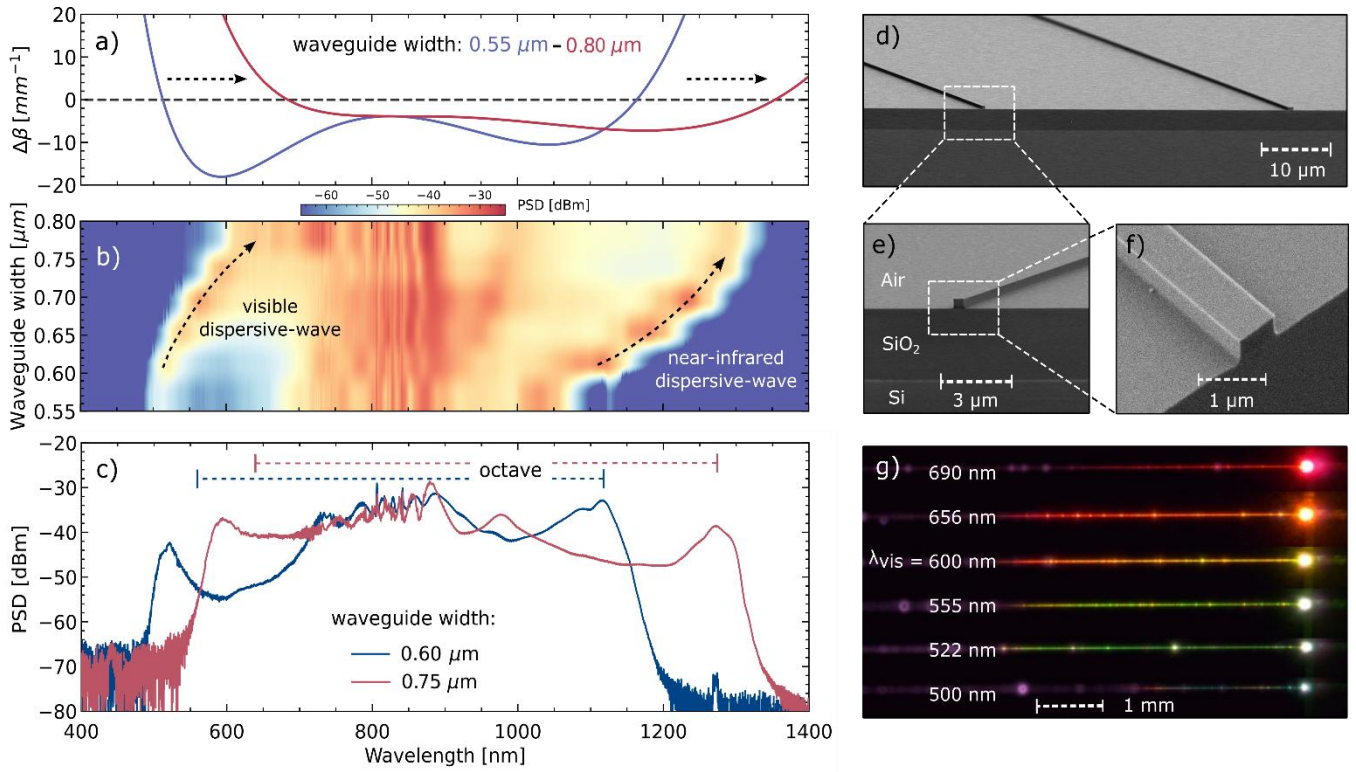 a)
waveguide width: 0.55 μm – 0.80 μm
Δβ [mm⁻¹]
20
10
0
−10
−20
−60
−50
−40
−30
PSD [dBm]
b)
Waveguide width [μm]
0.80
0.75
0.70
0.65
0.60
0.55
visible
dispersive-wave
near-infrared
dispersive-wave
c)
PSD [dBm]
−20
−30
−40
−50
−60
−70
−80
octave
waveguide width:
0.60 μm
0.75 μm
400
600
800
1000
1200
1400
Wavelength [nm]
d)
10 μm
e)
Air
SiO₂
Si
3 μm
f)
1 μm
g)
690 nm
656 nm
λvis = 600 nm
555 nm
522 nm
500 nm
1 mm